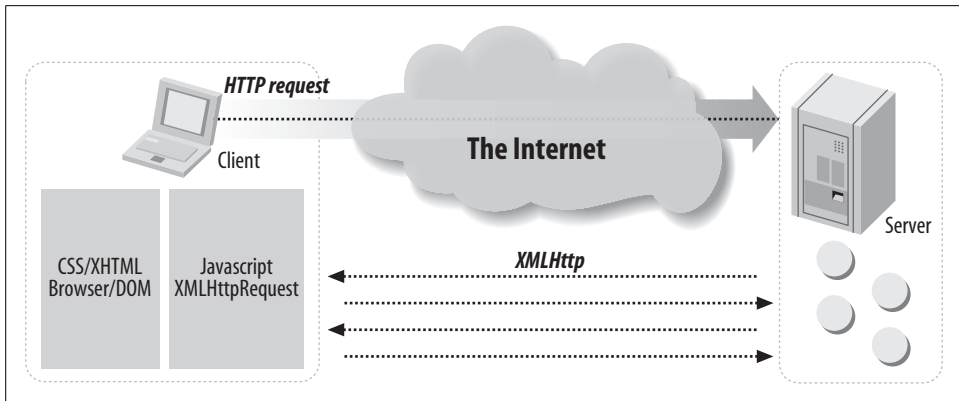 HTTP request
The Internet
Client
Server
CSS/XHTML
Browser/DOM
Javascript
XMLHttpRequest
XMLHttp